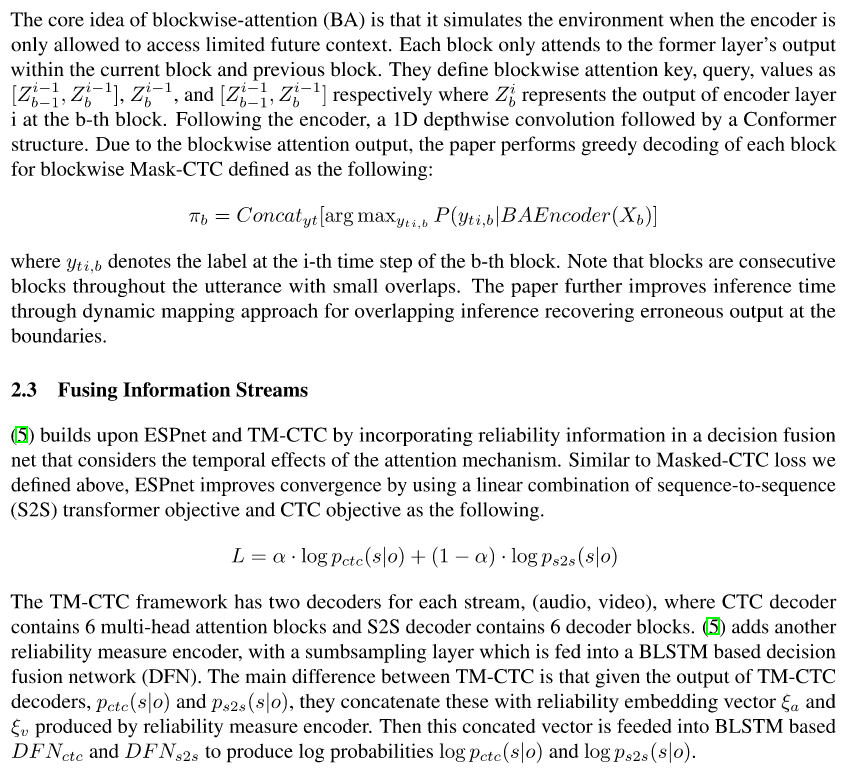 The core idea of blockwise-attention (BA) is that it simulates the environment when the encoder is
only allowed to access limited future context. Each block only attends to the former layer's output
within the current block and previous block. They define blockwise attention key, query, values as
[Z_{b-1}^{i-1}, Z_b^{i-1}], Z_b^{i-1}, and [Z_{b-1}^{i-1}, Z_b^{i-1}] respectively where Z_b^i represents the output of encoder layer
i at the b-th block. Following the encoder, a 1D depthwise convolution followed by a Conformer
structure. Due to the blockwise attention output, the paper performs greedy decoding of each block
for blockwise Mask-CTC defined as the following:
π_b = Concat_{yt}[arg max_{y_{ti,b}} P(y_{ti,b}|BAEncoder(X_b)]
where y_{ti,b} denotes the label at the i-th time step of the b-th block. Note that blocks are consecutive
blocks throughout the utterance with small overlaps. The paper further improves inference time
through dynamic mapping approach for overlapping inference recovering erroneous output at the
boundaries.
2.3 Fusing Information Streams
(5) builds upon ESPnet and TM-CTC by incorporating reliability information in a decision fusion
net that considers the temporal effects of the attention mechanism. Similar to Masked-CTC loss we
defined above, ESPnet improves convergence by using a linear combination of sequence-to-sequence
(S2S) transformer objective and CTC objective as the following.
L = α · log p_{ctc}(s|o) + (1 − α) · log p_{s2s}(s|o)
The TM-CTC framework has two decoders for each stream, (audio, video), where CTC decoder
contains 6 multi-head attention blocks and S2S decoder contains 6 decoder blocks. (5) adds another
reliability measure encoder, with a sumbsampling layer which is fed into a BLSTM based decision
fusion network (DFN). The main difference between TM-CTC is that given the output of TM-CTC
decoders, p_{ctc}(s|o) and p_{s2s}(s|o), they concatenate these with reliability embedding vector ξ_a and
ξ_v produced by reliability measure encoder. Then this concated vector is feeded into BLSTM based
DFN_{ctc} and DFN_{s2s} to produce log probabilities log p_{ctc}(s|o) and log p_{s2s}(s|o).